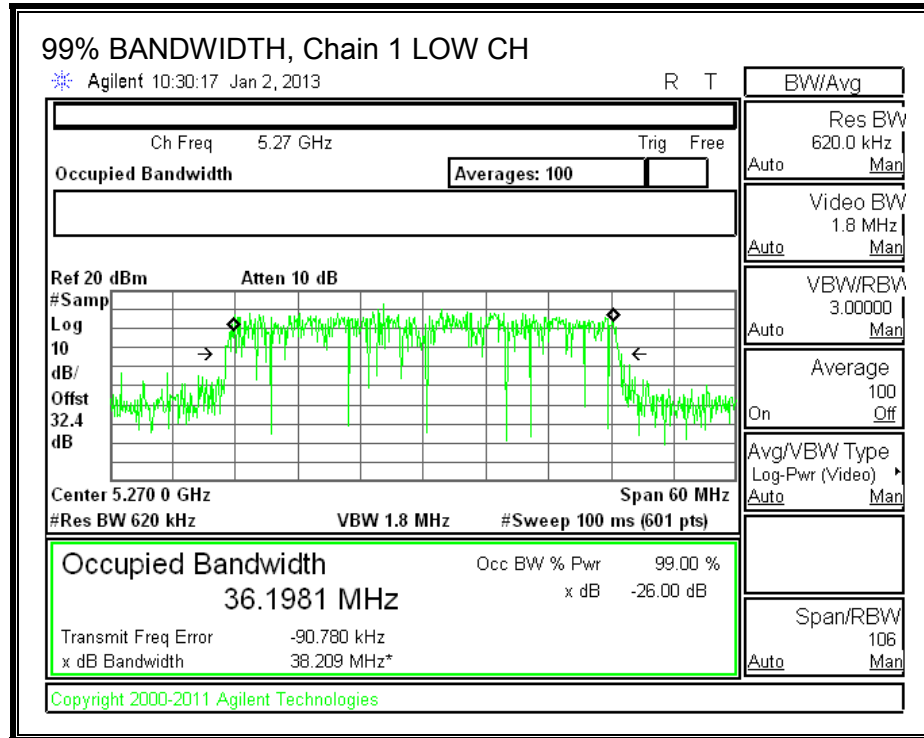 99% BANDWIDTH, Chain 1 LOW CH
Agilent 10:30:17 Jan 2, 2013 R T
Ch Freq 5.27 GHz Trig Free
Occupied Bandwidth Averages: 100
Ref 20 dBm Atten 10 dB
#Samp
Log
10
dB/
Offst
32.4
dB
Center 5.270 0 GHz Span 60 MHz
#Res BW 620 kHz VBW 1.8 MHz #Sweep 100 ms (601 pts)
Occupied Bandwidth Occ BW % Pwr 99.00 %
36.1981 MHz x dB -26.00 dB
Transmit Freq Error -90.780 kHz
x dB Bandwidth 38.209 MHz*
Copyright 2000-2011 Agilent Technologies
BW/Avg
Res BW
620.0 kHz
Auto Man
Video BW
1.8 MHz
Auto Man
VBW/RBW
3.00000
Auto Man
Average
100
On Off
Avg/VBW Type
Log-Pwr (Video)
Auto Man
Span/RBW
106
Auto Man